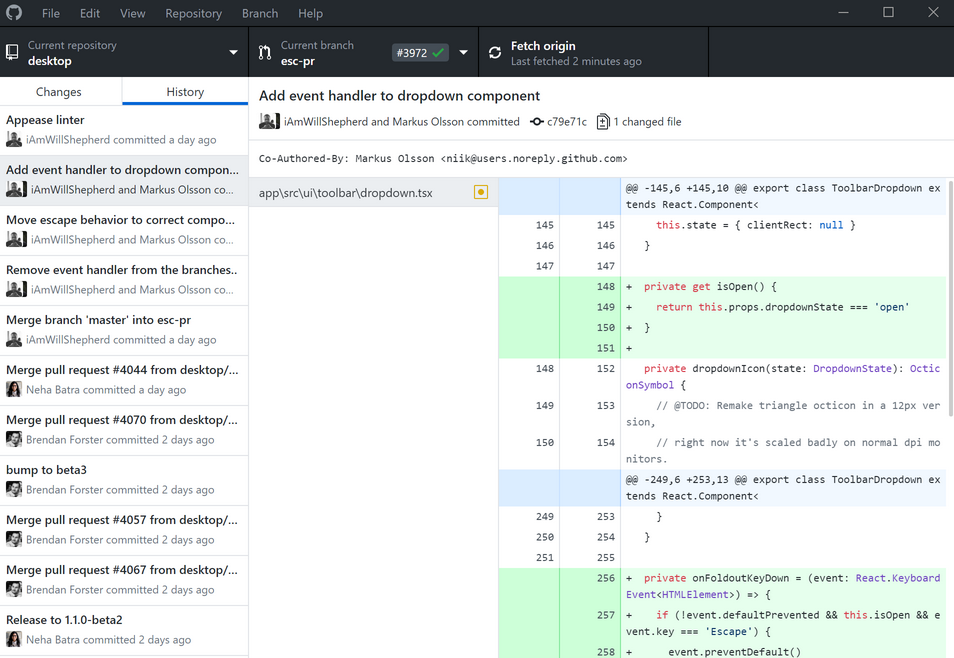 File Edit View Repository Branch Help
Current repository
desktop
Current branch
esc-pr
#3972
Fetch origin
Last fetched 2 minutes ago
Changes
History
Appease linter
iAmWillShepherd committed a day ago
Add event handler to dropdown compon...
iAmWillShepherd and Markus Olsson co...
Move escape behavior to correct compo...
iAmWillShepherd and Markus Olsson co...
Remove event handler from the branches..
iAmWillShepherd and Markus Olsson co...
Merge branch 'master' into esc-pr
iAmWillShepherd committed a day ago
Merge pull request #4044 from desktop/...
Neha Batra committed a day ago
Merge pull request #4070 from desktop/...
Brendan Forster committed 2 days ago
bump to beta3
Brendan Forster committed 2 days ago
Merge pull request #4057 from desktop/...
Brendan Forster committed 2 days ago
Merge pull request #4067 from desktop/...
Brendan Forster committed 2 days ago
Release to 1.1.0-beta2
Neha Batra committed 2 days ago
Add event handler to dropdown component
iAmWillShepherd and Markus Olsson committed c79e71c 1 changed file
Co-Authored-By: Markus Olsson <niik@users.noreply.github.com>
app\src\ui\toolbar\dropdown.tsx
@@ -145,6 +145,10 @@ export class ToolbarDropdown ex
tends React.Component<
145 145 this.state = { clientRect: null }
146 146 }
147 147
148 + private get isOpen() {
149 + return this.props.dropdownState === 'open'
150 + }
151 +
148 152 private dropdownIcon(state: DropdownState): Octic
onSymbol {
149 153 // @TODO: Remake triangle octicon in a 12px ver
sion,
150 154 // right now it's scaled badly on normal dpi mo
nitors.
@@ -249,6 +253,13 @@ export class ToolbarDropdown ex
tends React.Component<
249 253 }
250 254 }
251 255
256 + private onFoldoutKeyDown = (event: React.Keyboard
Event<HTMLElement>) => {
257 + if (!event.defaultPrevented && this.isOpen && e
vent.key === 'Escape') {
258 + event.preventDefault()